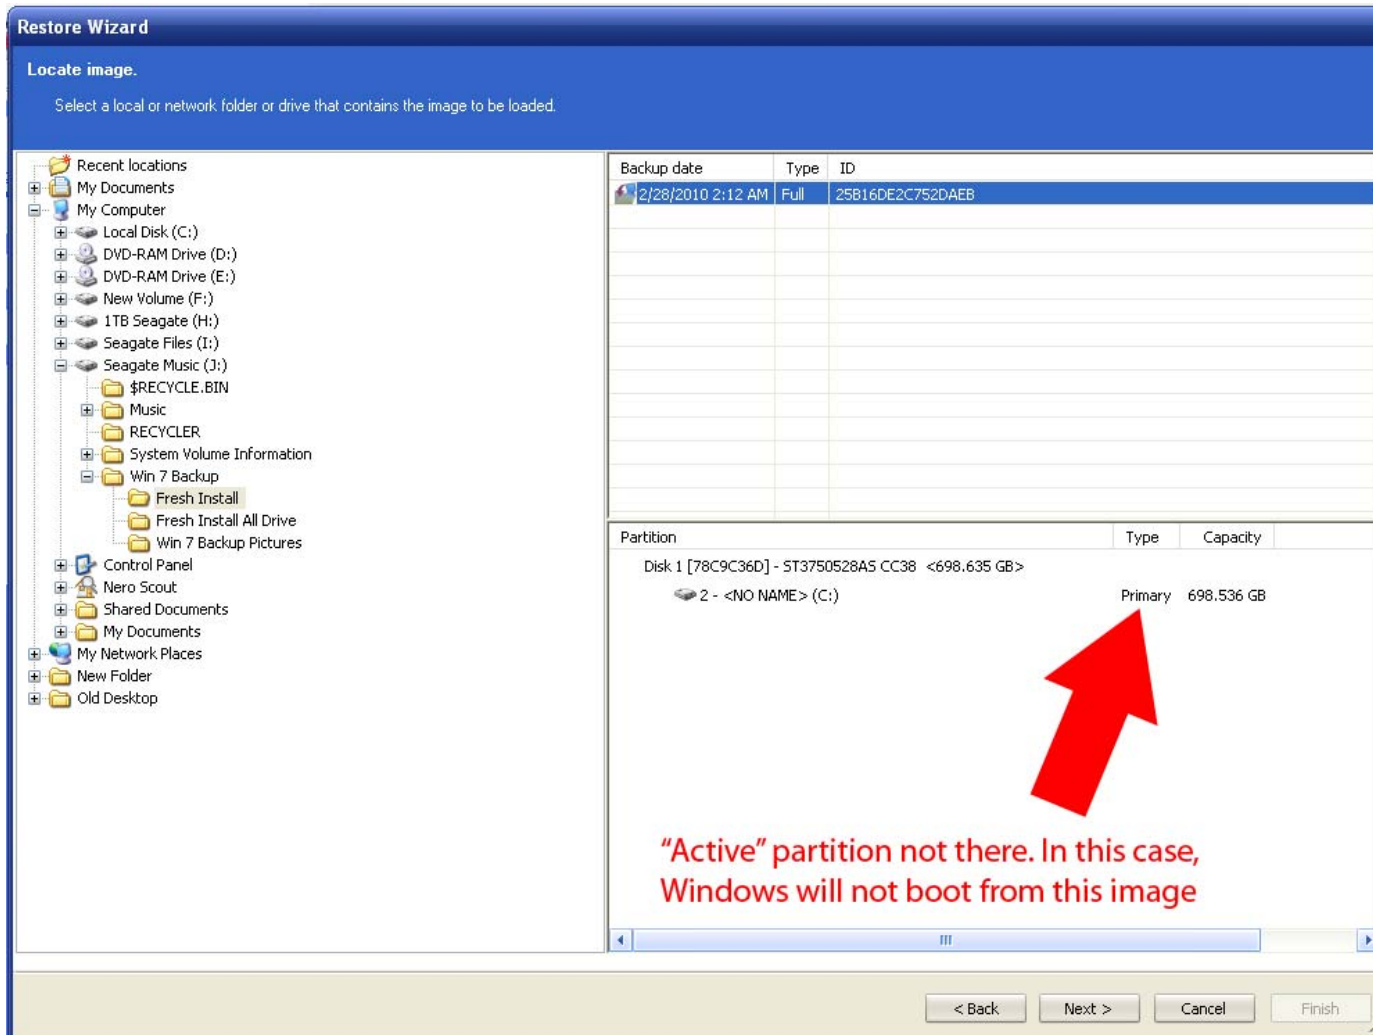 Restore Wizard
Locate image.
Select a local or network folder or drive that contains the image to be loaded.
Recent locations
My Documents
My Computer
Local Disk (C:)
DVD-RAM Drive (D:)
DVD-RAM Drive (E:)
New Volume (F:)
1TB Seagate (H:)
Seagate Files (I:)
Seagate Music (J:)
$RECYCLE.BIN
Music
RECYCLER
System Volume Information
Win 7 Backup
Fresh Install
Fresh Install All Drive
Win 7 Backup Pictures
Control Panel
Nero Scout
Shared Documents
My Documents
My Network Places
New Folder
Old Desktop
Backup date Type ID
2/28/2010 2:12 AM Full 25B16DE2C752DAEB
Partition Type Capacity
Disk 1 [78C9C36D] - ST3750528AS CC38 <698.635 GB>
2 - <NO NAME> (C:) Primary 698.536 GB
“Active” partition not there. In this case,
Windows will not boot from this image
< Back Next > Cancel Finish